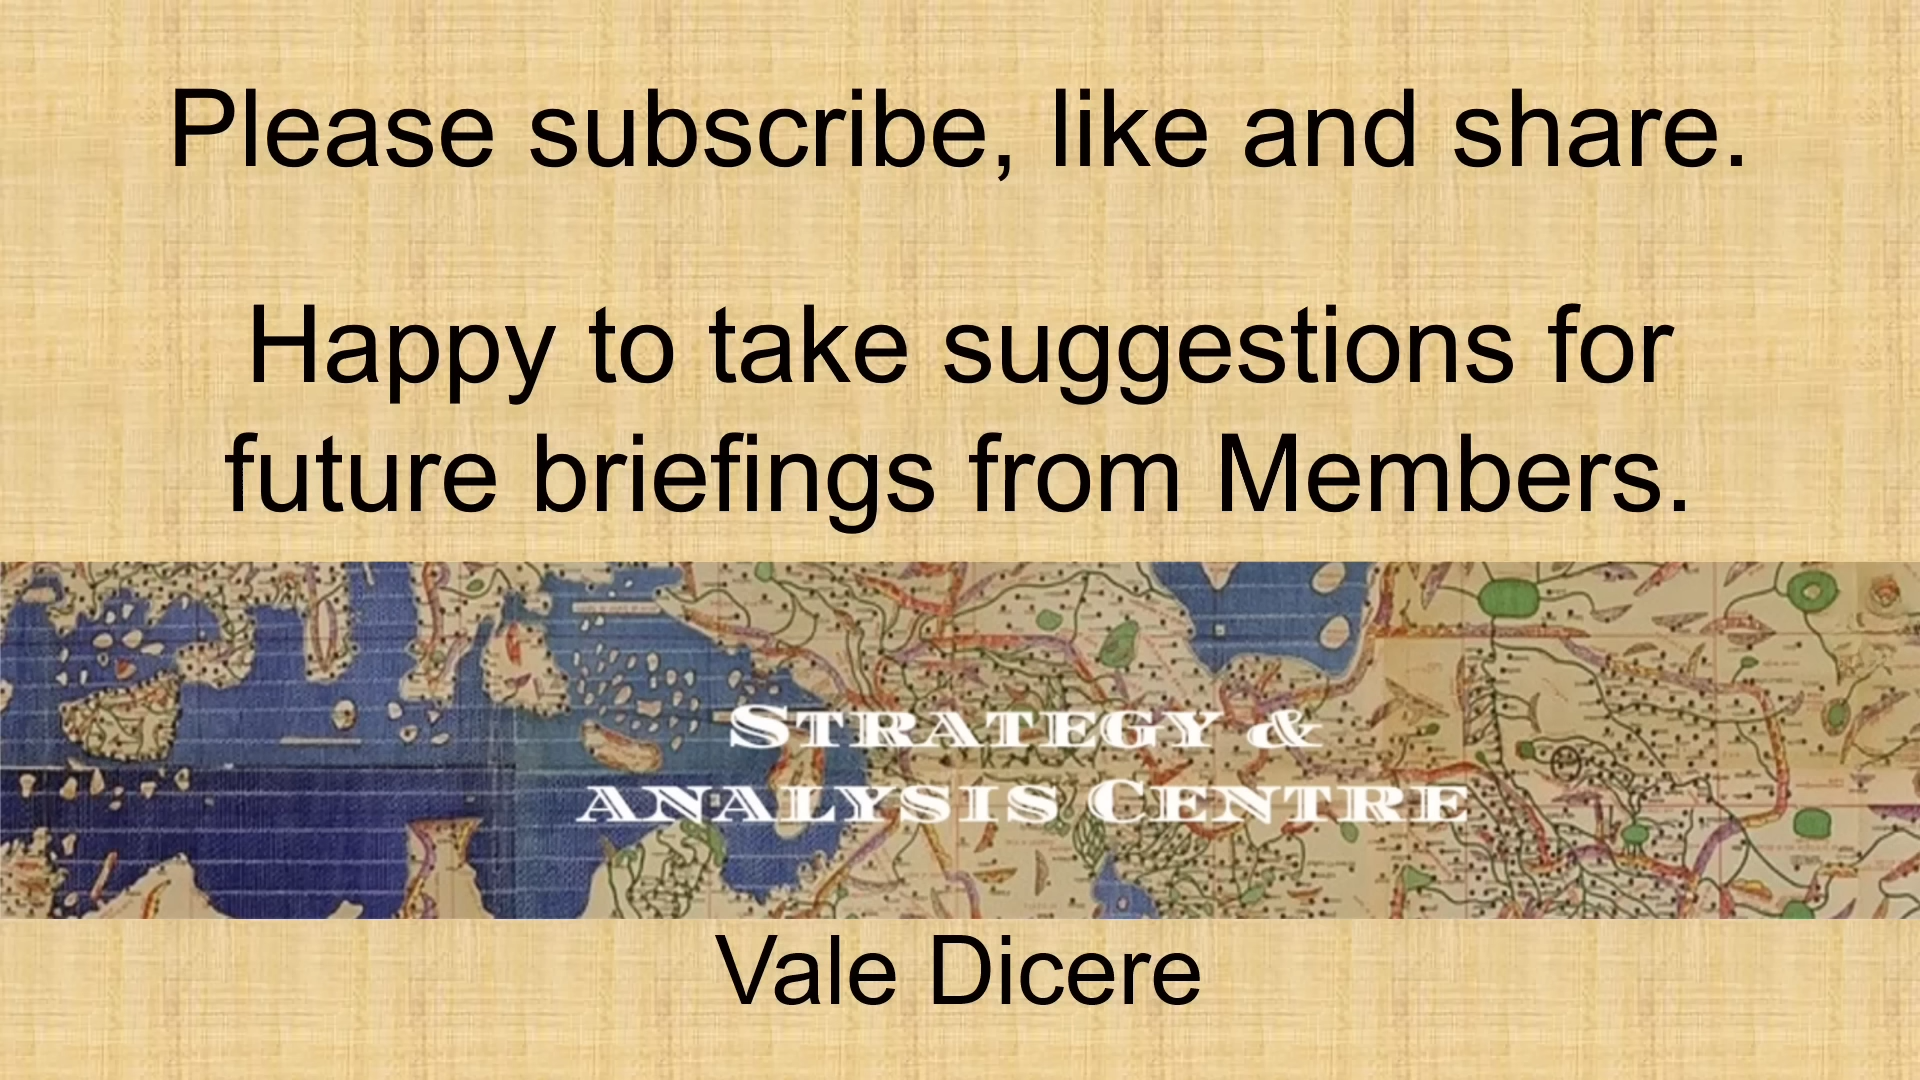 Please subscribe, like and share.
Happy to take suggestions for
future briefings from Members.
STRATEGY &
ANALYSIS CENTRE
Vale Dicere